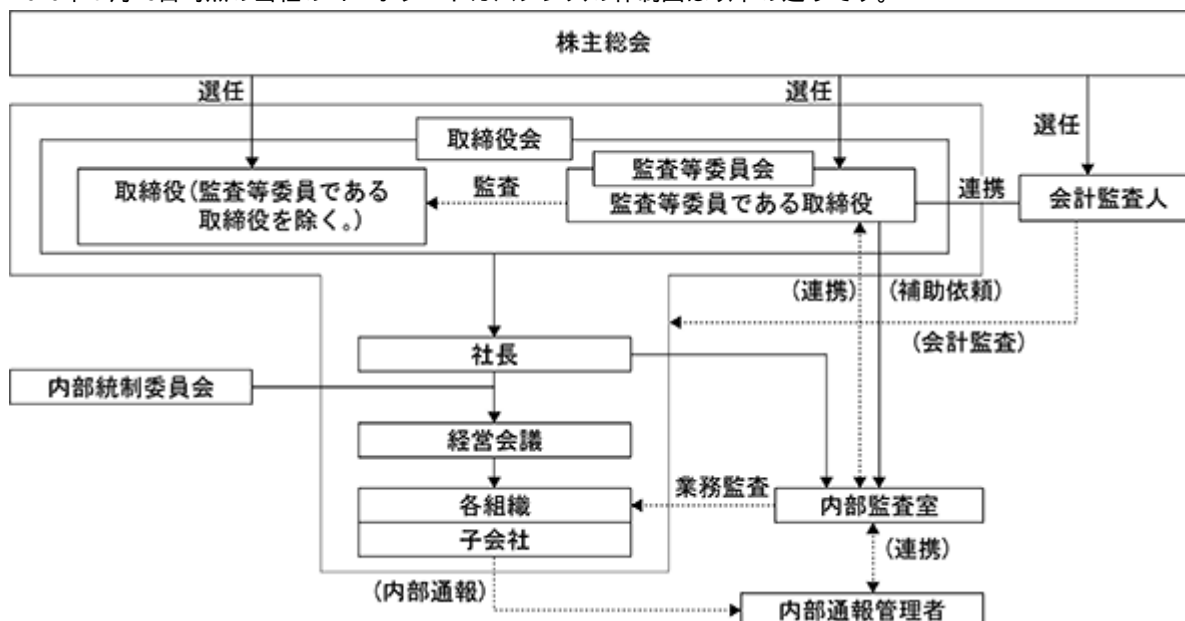 株主総会
選任
選任
選任
取締役会
監査等委員会
取締役(監査等委員である
取締役を除く。)
監査
監査等委員である取締役
連携
会計監査人
(連携)
(補助依頼)
(会計監査)
社長
内部統制委員会
経営会議
各組織
業務監査
内部監査室
子会社
(連携)
(内部通報)
内部通報管理者